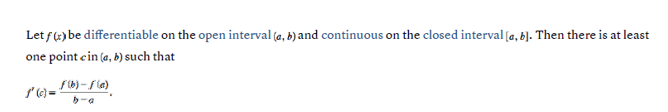 Let f (x) be differentiable on the open interval (a, b) and continuous on the closed interval [a, b]. Then there is at least
one point c in (a, b) such that
f' (c) = f (b) − f (a) / b − a .